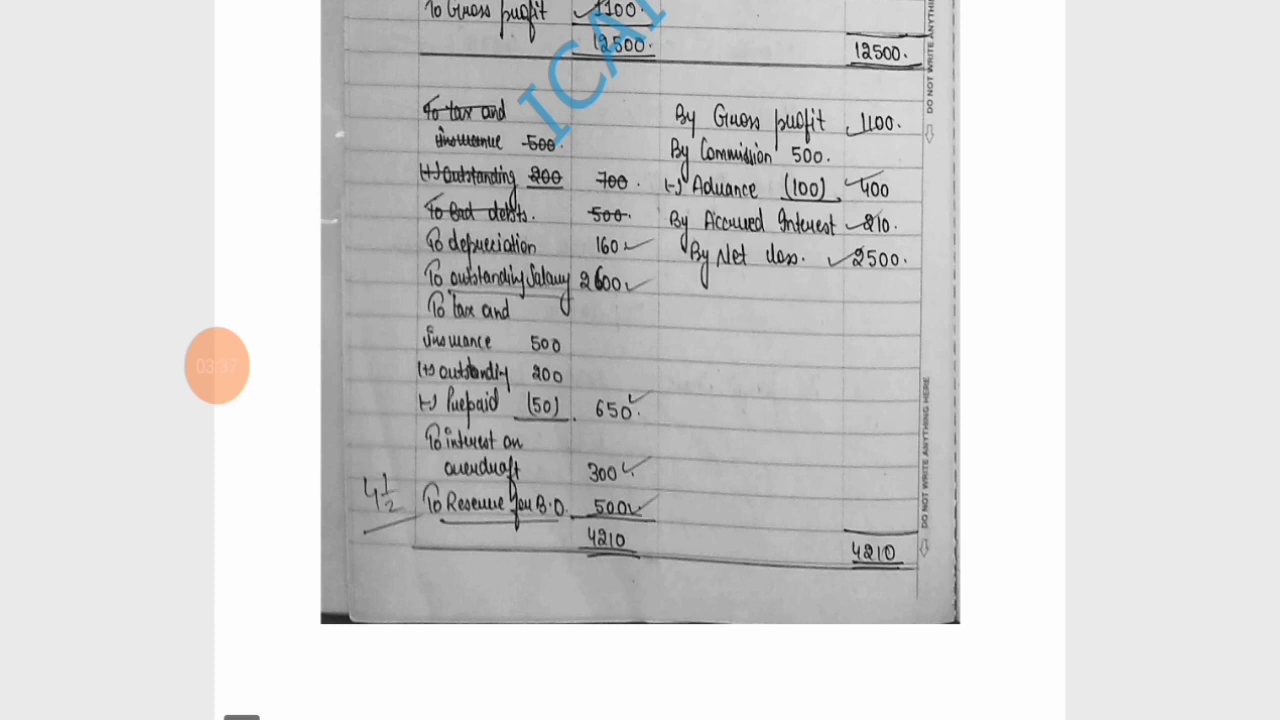 To Gross profit 1100.
12500. 12500.
To tax and
insurance 500.
(+) Outstanding 200 700.
To Bad debts. 500.
To depreciation 160
To outstanding Salary 2600
To tax and
insurance 500
(+) outstanding 200
(-) Prepaid (50). 650.
To interest on
overdraft 300
To Reserve for B.D. 500
4210
By Gross profit 1100.
By Commission 500.
(-) Advance (100). 400
By Accrued Interest 210.
By Net loss. 2500.
4210
4 1/2
ICAI
DO NOT WRITE ANYTHIN
DO NOT WRITE ANYTHING HERE
03:37